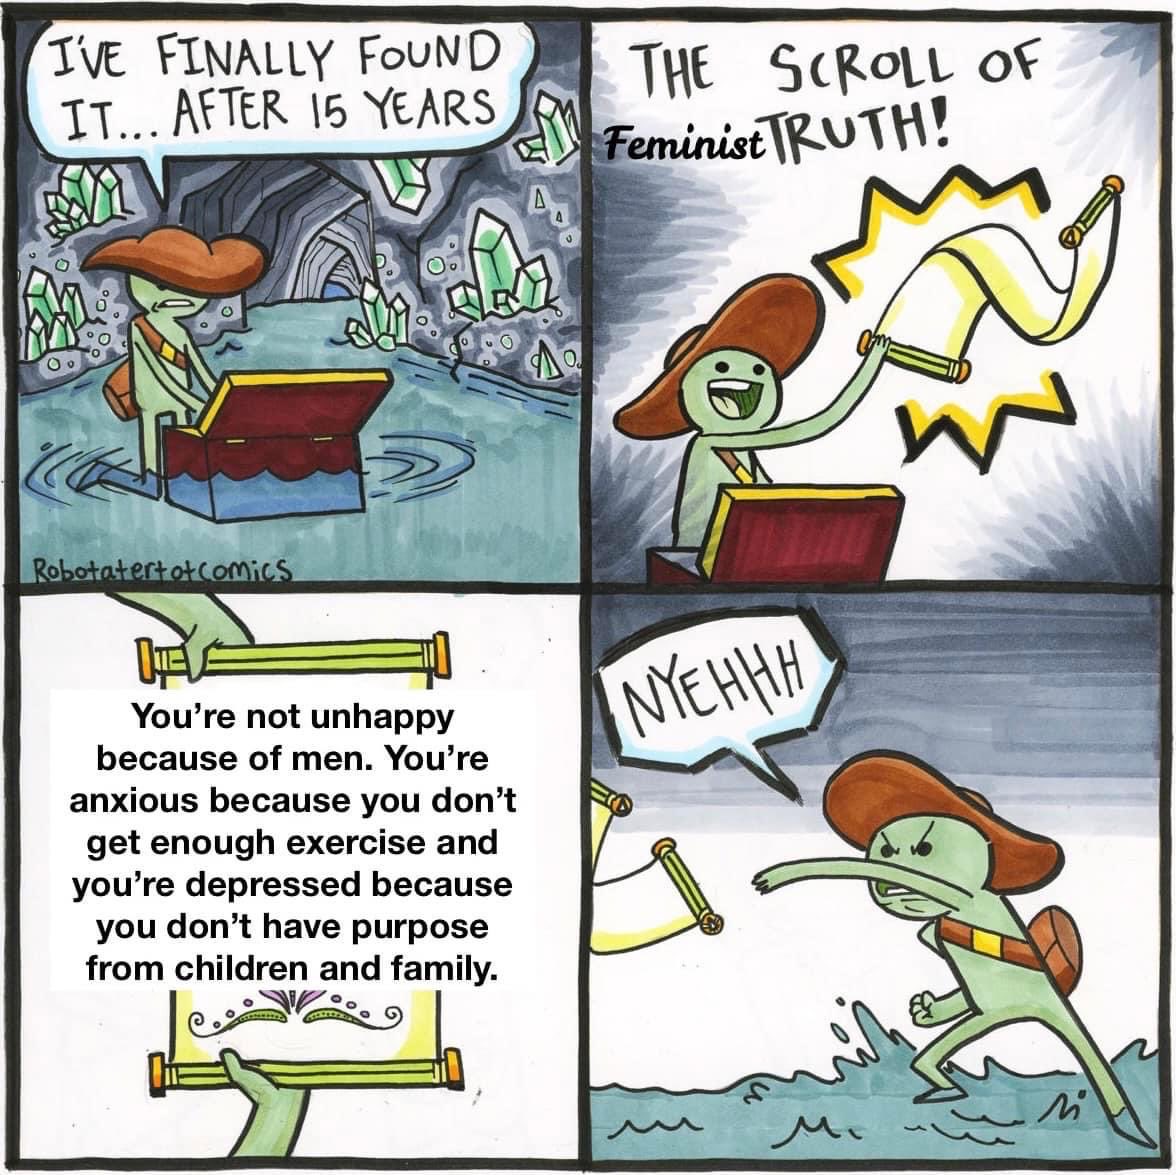 I'VE FINALLY FOUND
IT... AFTER 15 YEARS
THE SCROLL OF
Feminist TRUTH!
RobotatertotComics
You're not unhappy
because of men. You're
anxious because you don't
get enough exercise and
you're depressed because
you don't have purpose
from children and family.
NYEHHH